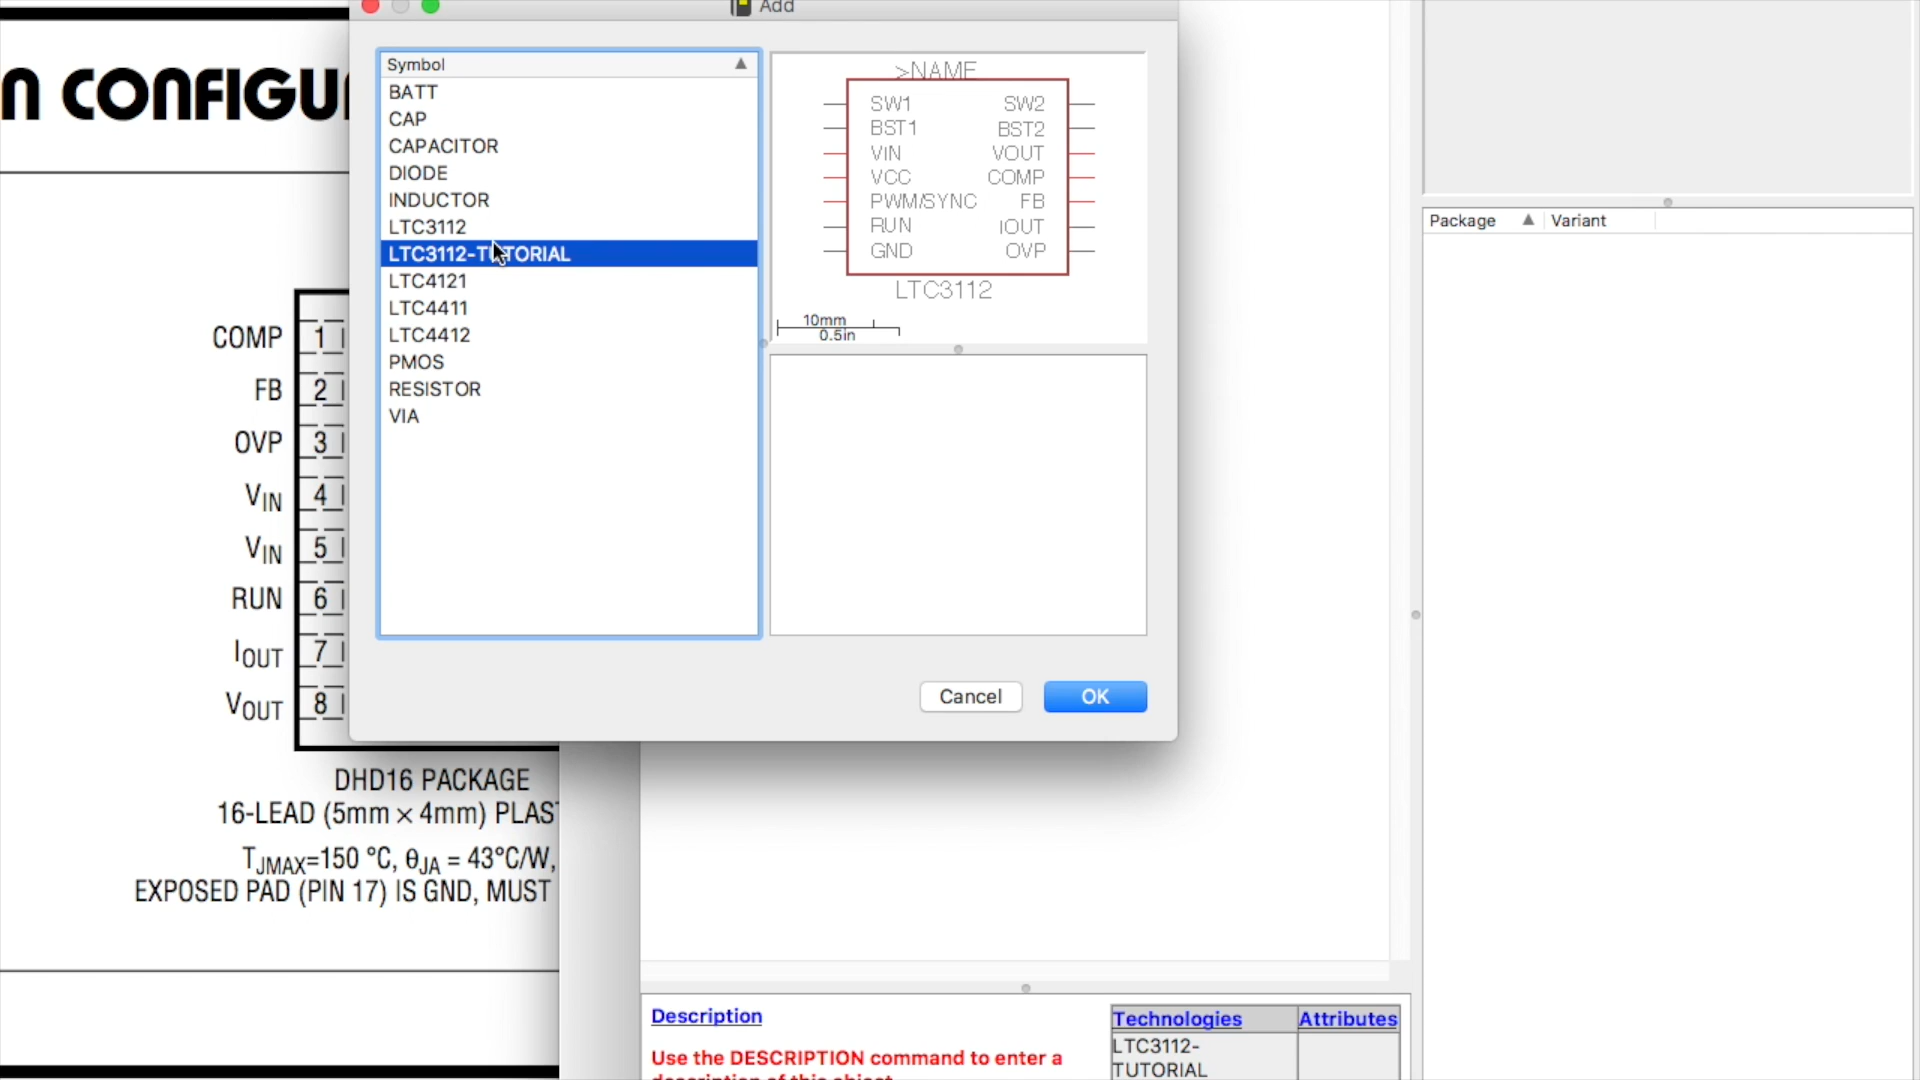 Add
N CONFIGU
Symbol
BATT
CAP
CAPACITOR
DIODE
INDUCTOR
LTC3112
LTC3112-TUTORIAL
LTC4121
LTC4411
LTC4412
PMOS
RESISTOR
VIA
>NAME
SW1 SW2
BST1 BST2
VIN VOUT
VCC COMP
PWM/SYNC FB
RUN IOUT
GND OVP
LTC3112
10mm
0.5in
Cancel OK
Package Variant
COMP 1
FB 2
OVP 3
VIN 4
VIN 5
RUN 6
IOUT 7
VOUT 8
DHD16 PACKAGE
16-LEAD (5mm × 4mm) PLAS
TJMAX=150 °C, θJA = 43°C/W,
EXPOSED PAD (PIN 17) IS GND, MUST
Description
Use the DESCRIPTION command to enter a
description of this object.
Technologies Attributes
LTC3112-
TUTORIAL